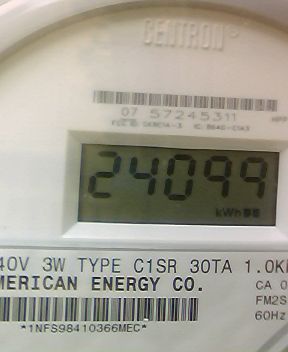 CENTRON®
07 57245311
24099
kWh
40V 3W TYPE C1SR 30TA 1.0K
MERICAN ENERGY CO.
CA 0
FM2S
60Hz
*1NFS98410366MEC*